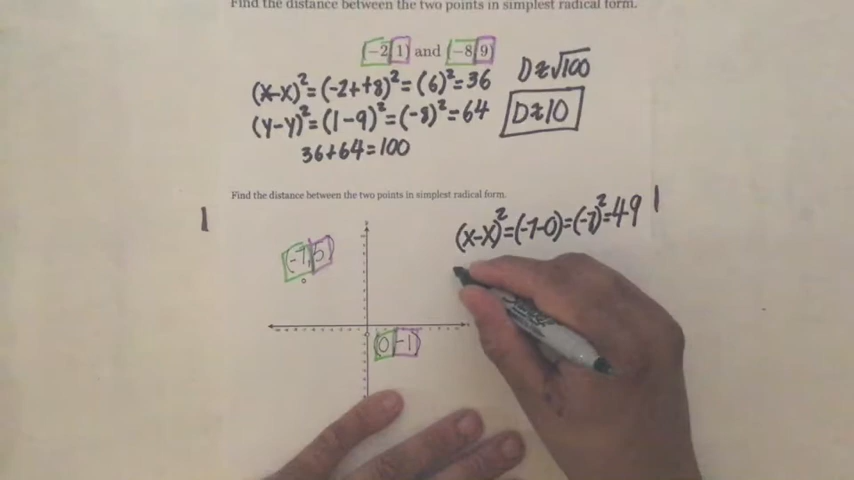 Find the distance between the two points in simplest radical form.
(-2 1) and (-8 9)
(x-x)²=(-2++8)²=(6)²=36
D≈√100
(y-y)²=(1-9)²=(-8)²=64
D≈10
36+64=100
Find the distance between the two points in simplest radical form.
(x-x)²=(-7-0)=(-7)²=49
(-7,5)
(0 -1)